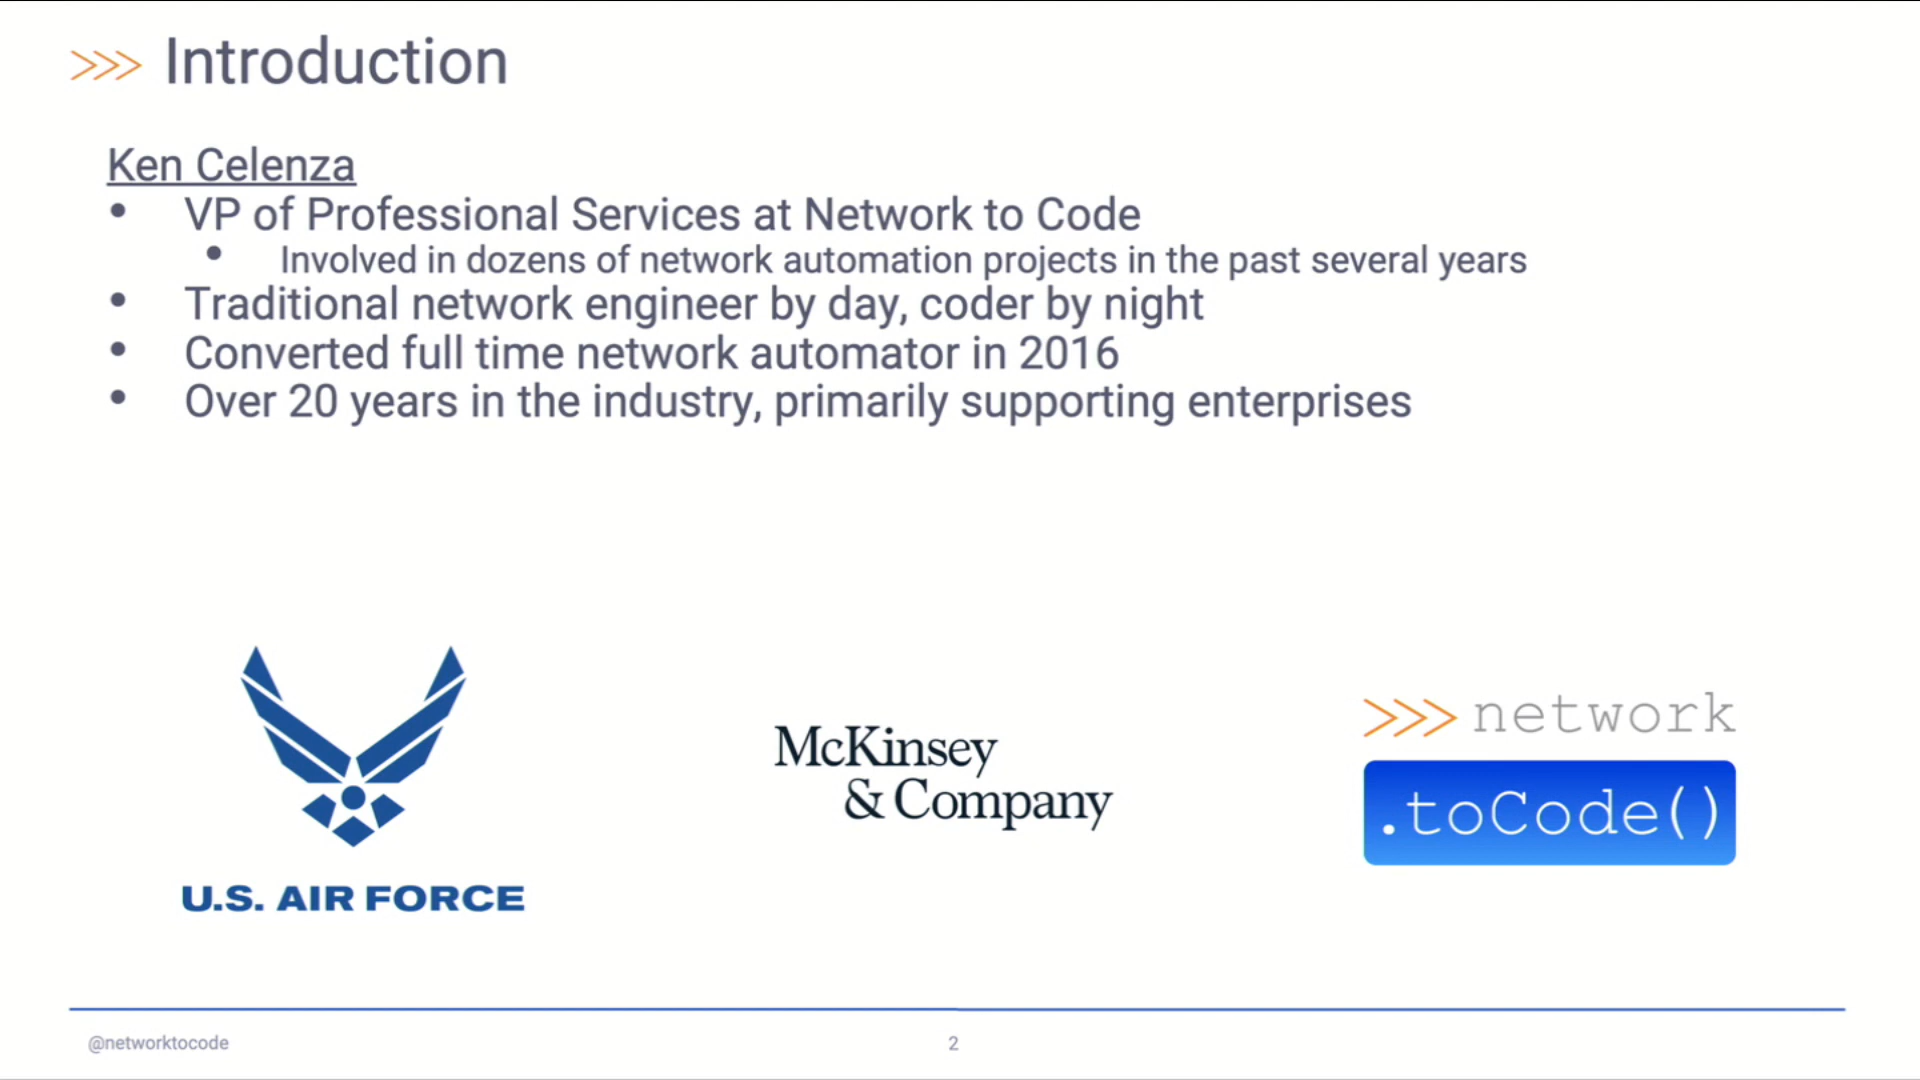 >>> Introduction
Ken Celenza
• VP of Professional Services at Network to Code
• Involved in dozens of network automation projects in the past several years
• Traditional network engineer by day, coder by night
• Converted full time network automator in 2016
• Over 20 years in the industry, primarily supporting enterprises
U.S. AIR FORCE
McKinsey
& Company
>>> network
.toCode()
@networktocode
2